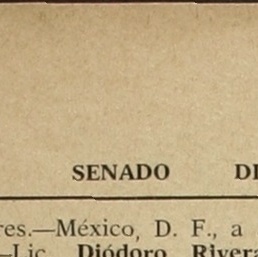 SENADO
res.—México, D. F., a
—Lic. Diódoro Rivera